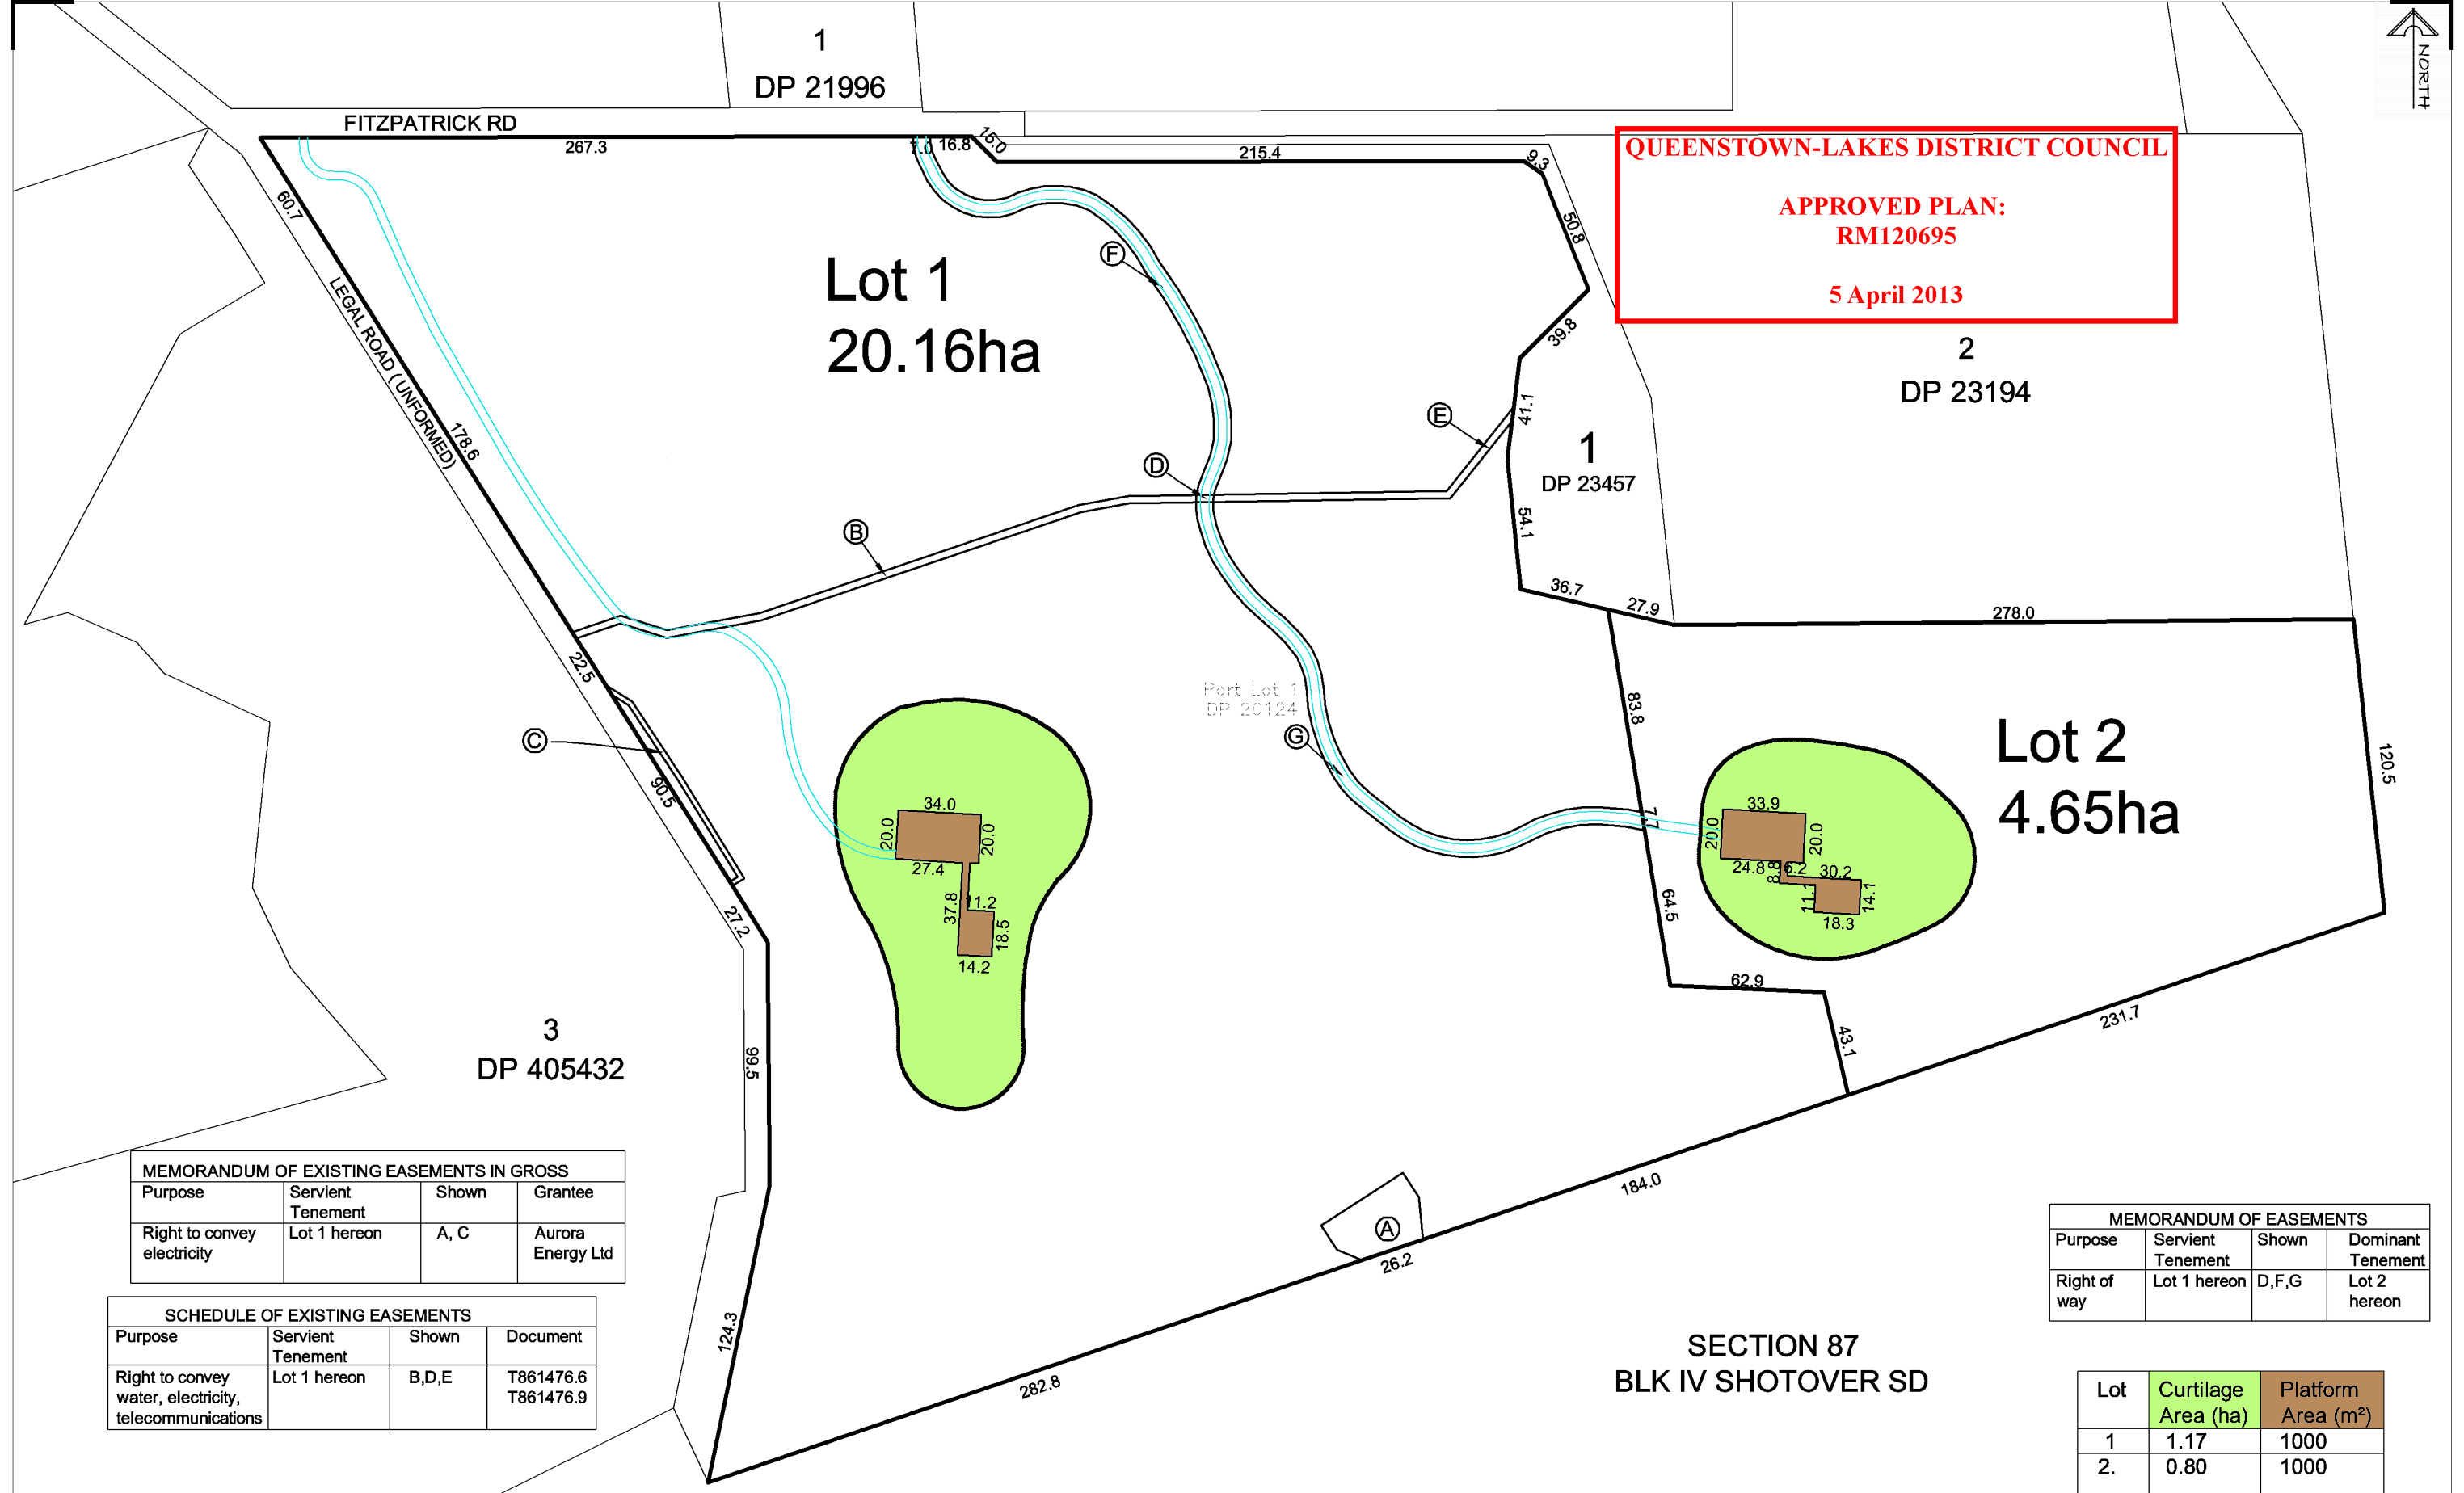 NORTH
1
DP 21996
FITZPATRICK RD
267.3
7.0
16.8
15.0
215.4
9.3
QUEENSTOWN-LAKES DISTRICT COUNCIL
APPROVED PLAN:
RM120695
5 April 2013
60.7
50.8
Lot 1
20.16ha
F
LEGAL ROAD (UNFORMED)
39.8
2
DP 23194
178.6
E
41.1
1
DP 23457
D
B
54.1
36.7
27.9
278.0
22.5
Part Lot 1
DP 20124
83.8
Lot 2
4.65ha
120.5
C
G
90.5
34.0
20.0
20.0
27.4
37.8
11.2
18.5
14.2
7.7
33.9
20.0
20.0
24.8
6.2
30.2
11.1
14.1
18.3
27.2
64.5
62.9
43.1
231.7
99.5
3
DP 405432
184.0
A
26.2
124.3
282.8
MEMORANDUM OF EXISTING EASEMENTS IN GROSS
Purpose Servient Shown Grantee
Tenement
Right to convey Lot 1 hereon A, C Aurora
electricity Energy Ltd
SCHEDULE OF EXISTING EASEMENTS
Purpose Servient Shown Document
Tenement
Right to convey Lot 1 hereon B,D,E T861476.6
water, electricity, T861476.9
telecommunications
MEMORANDUM OF EASEMENTS
Purpose Servient Shown Dominant
Tenement Tenement
Right of Lot 1 hereon D,F,G Lot 2
way hereon
SECTION 87
BLK IV SHOTOVER SD
Lot Curtilage Platform
Area (ha) Area (m²)
1 1.17 1000
2. 0.80 1000